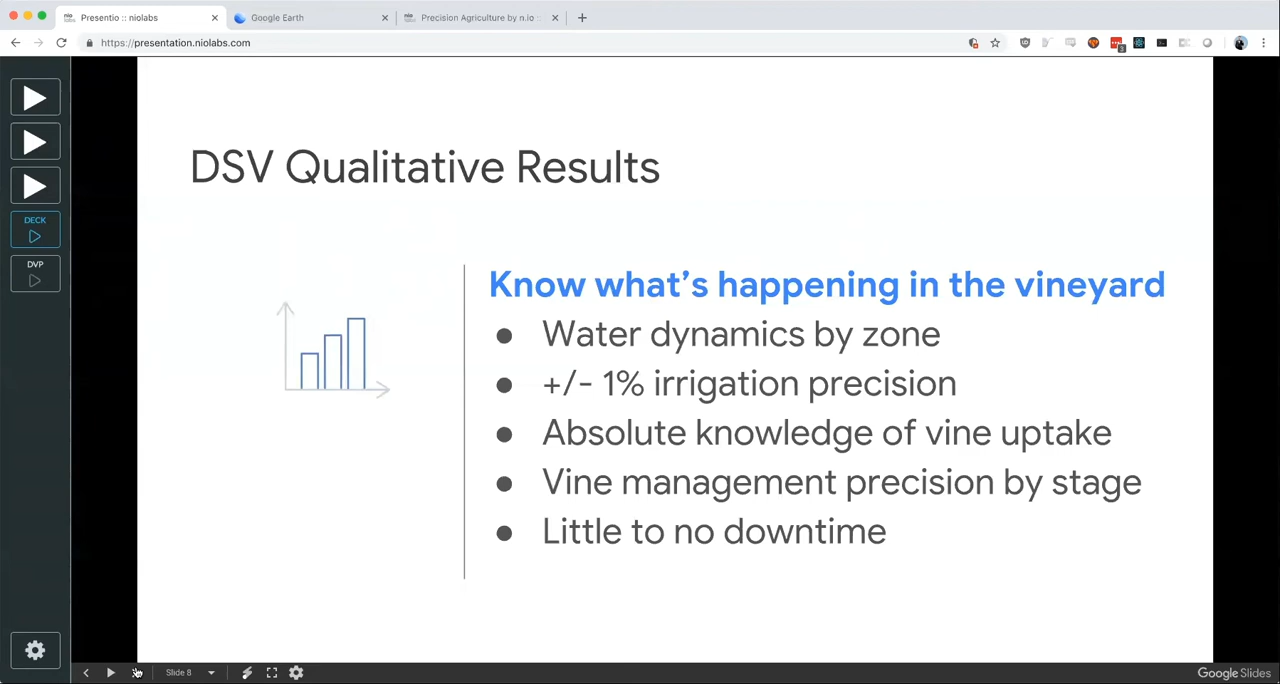 Presentio :: niolabs
Google Earth
Precision Agriculture by n.io ::
https://presentation.niolabs.com
3
DECK
DVP
DSV Qualitative Results
Know what's happening in the vineyard
● Water dynamics by zone
● +/- 1% irrigation precision
● Absolute knowledge of vine uptake
● Vine management precision by stage
● Little to no downtime
Slide 8
Google Slides